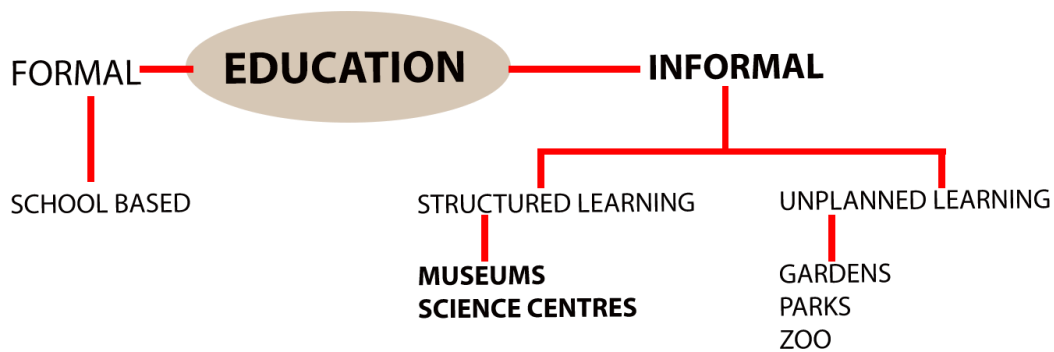 FORMAL
EDUCATION
INFORMAL
SCHOOL BASED
STRUCTURED LEARNING
UNPLANNED LEARNING
MUSEUMS
SCIENCE CENTRES
GARDENS
PARKS
ZOO